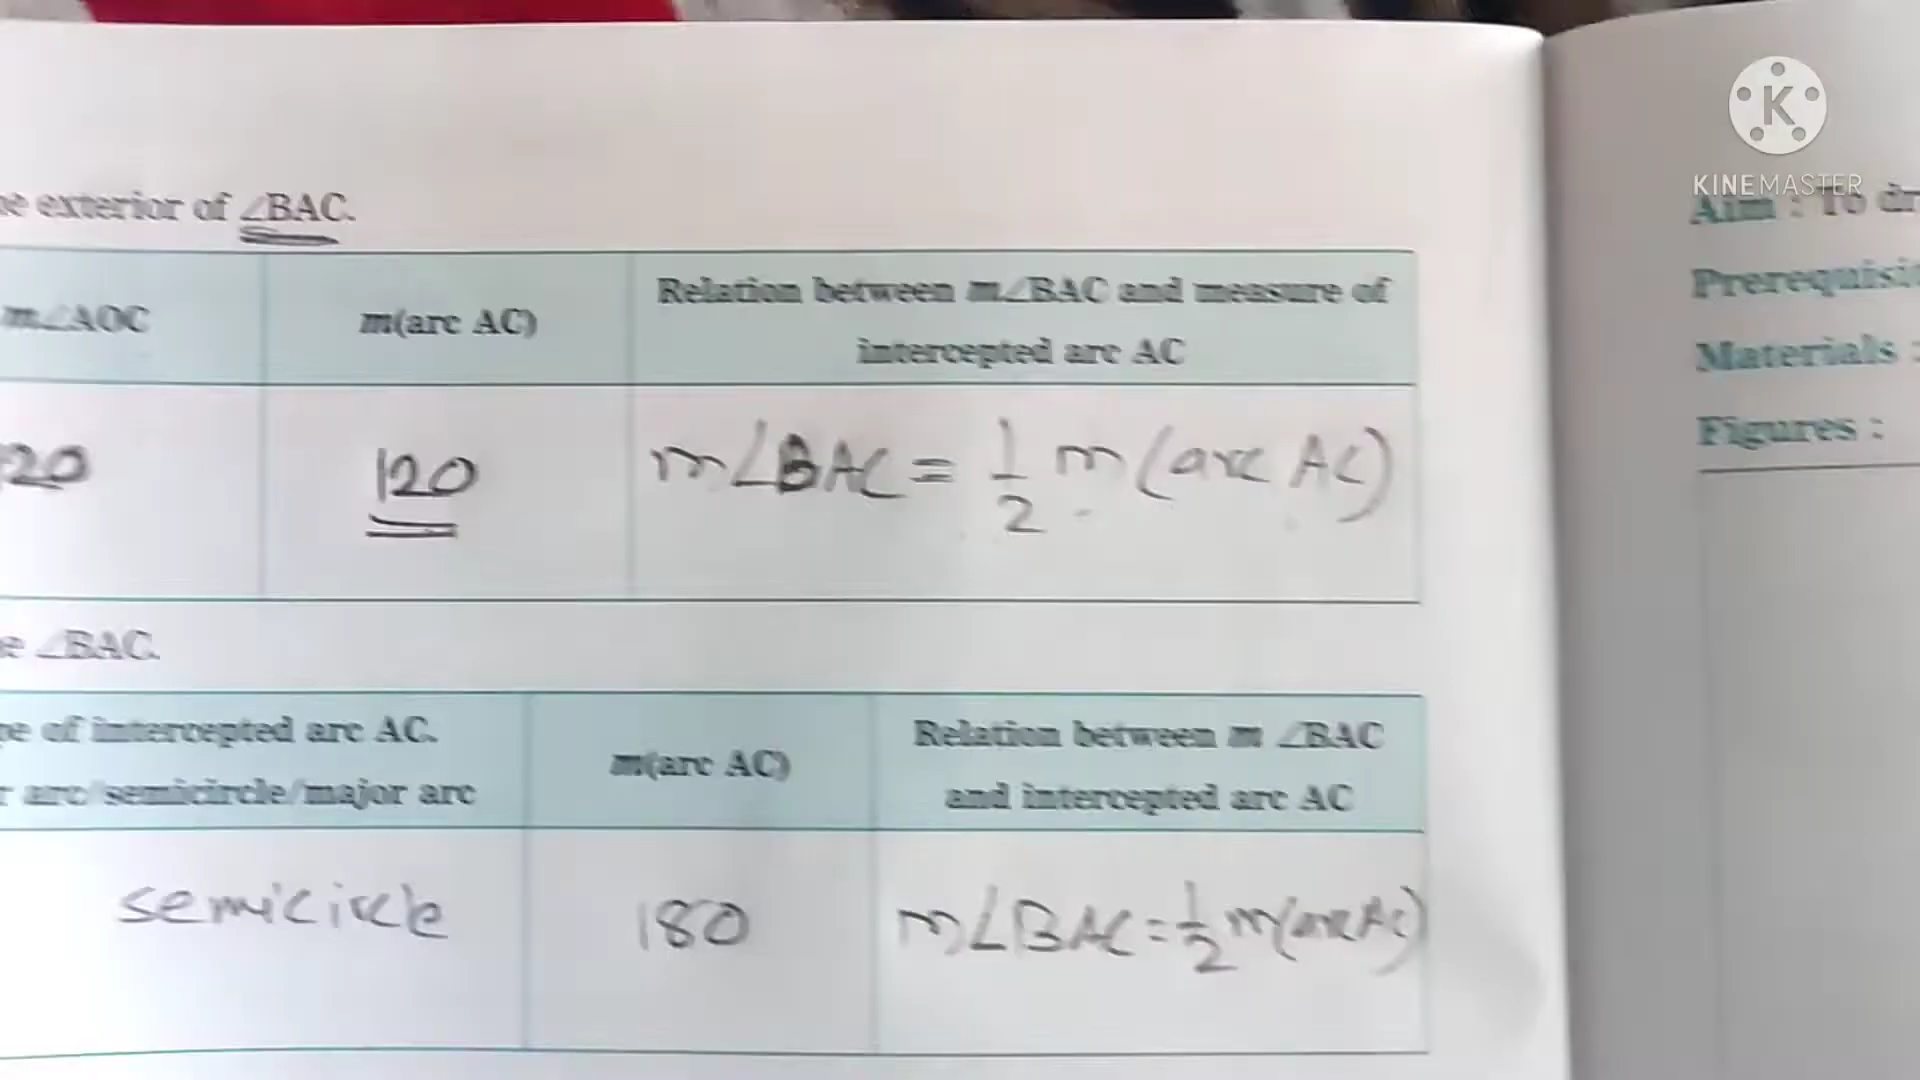 KINEMASTER
exterior of ∠BAC.
m∠AOC
m(arc AC)
Relation between m∠BAC and measure of
intercepted arc AC
20
120
m∠BAC = 1/2 m(arc AC)
∠BAC.
of intercepted arc AC.
arc/semicircle/major arc
m(arc AC)
Relation between m ∠BAC
and intercepted arc AC
semicircle
180
m∠BAC = 1/2 m(arc AC)
Aim : To dr
Prerequisi
Materials :
Figures :